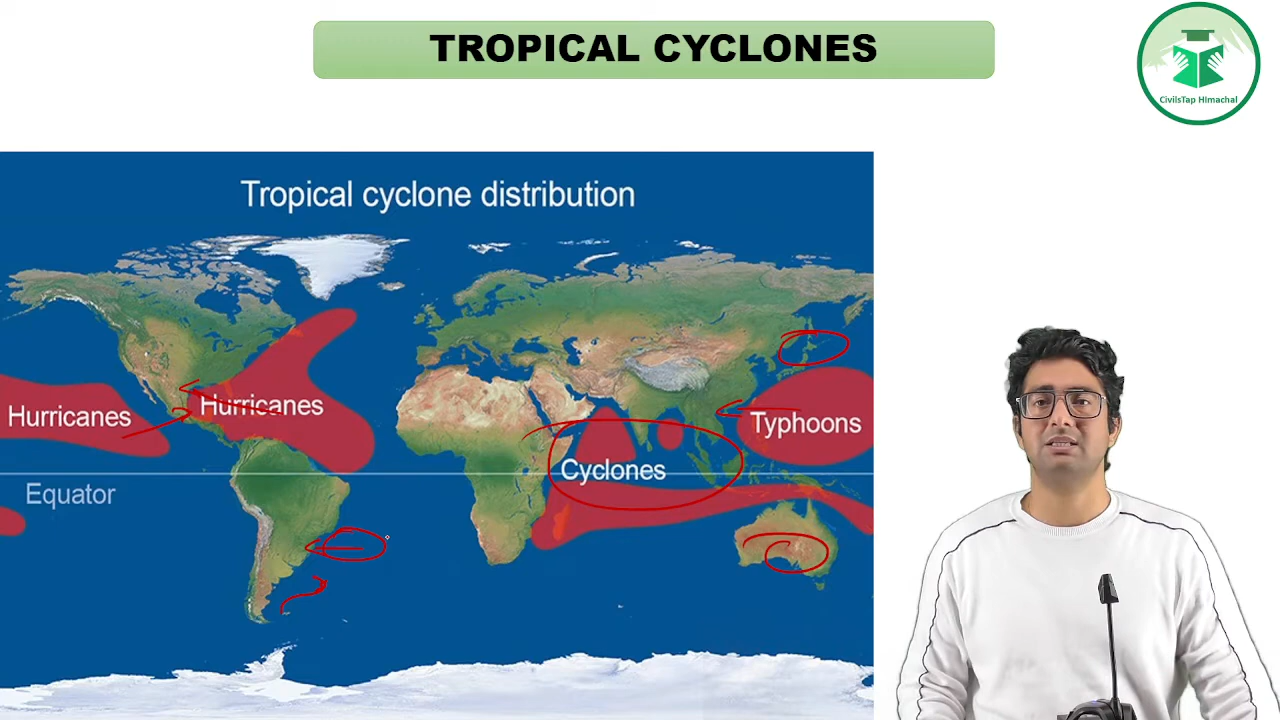 TROPICAL CYCLONES
CivilsTap Himachal
Tropical cyclone distribution
Hurricanes
Hurricanes
Typhoons
Cyclones
Equator